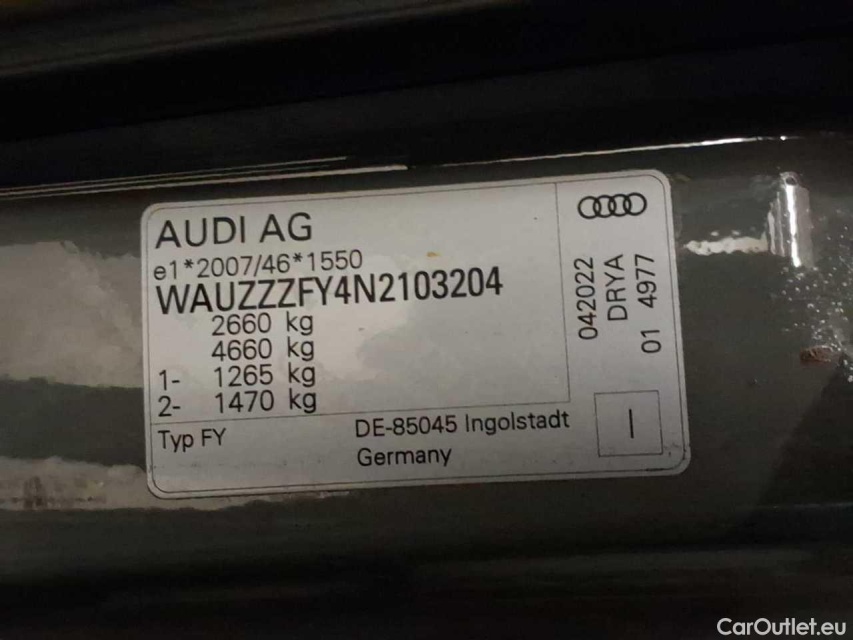 AUDI AG
e1*2007/46*1550
WAUZZZFY4N2103204
2660 kg
4660 kg
1- 1265 kg
2- 1470 kg
Typ FY
DE-85045 Ingolstadt
Germany
042022
DRYA
01 4977
I
CarOutlet.eu